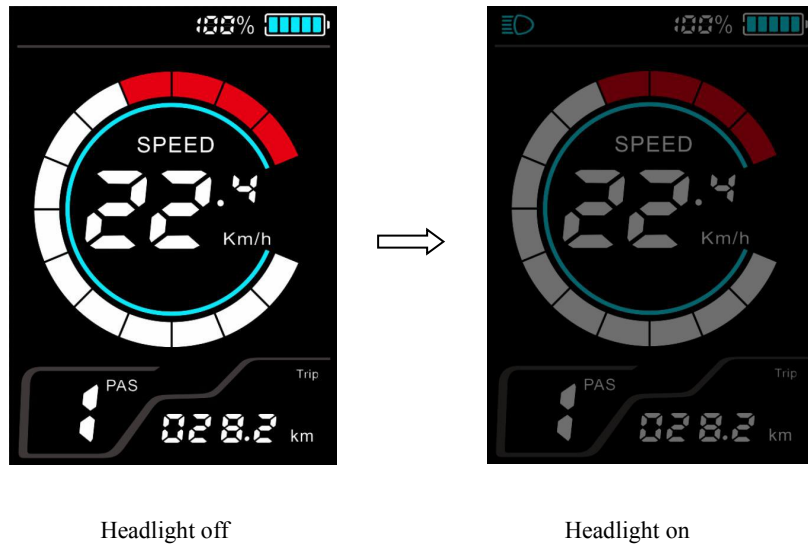 100%
SPEED
22.4
Km/h
PAS
1
Trip
028.2 km
100%
SPEED
22.4
Km/h
PAS
1
Trip
028.2 km
Headlight off
Headlight on